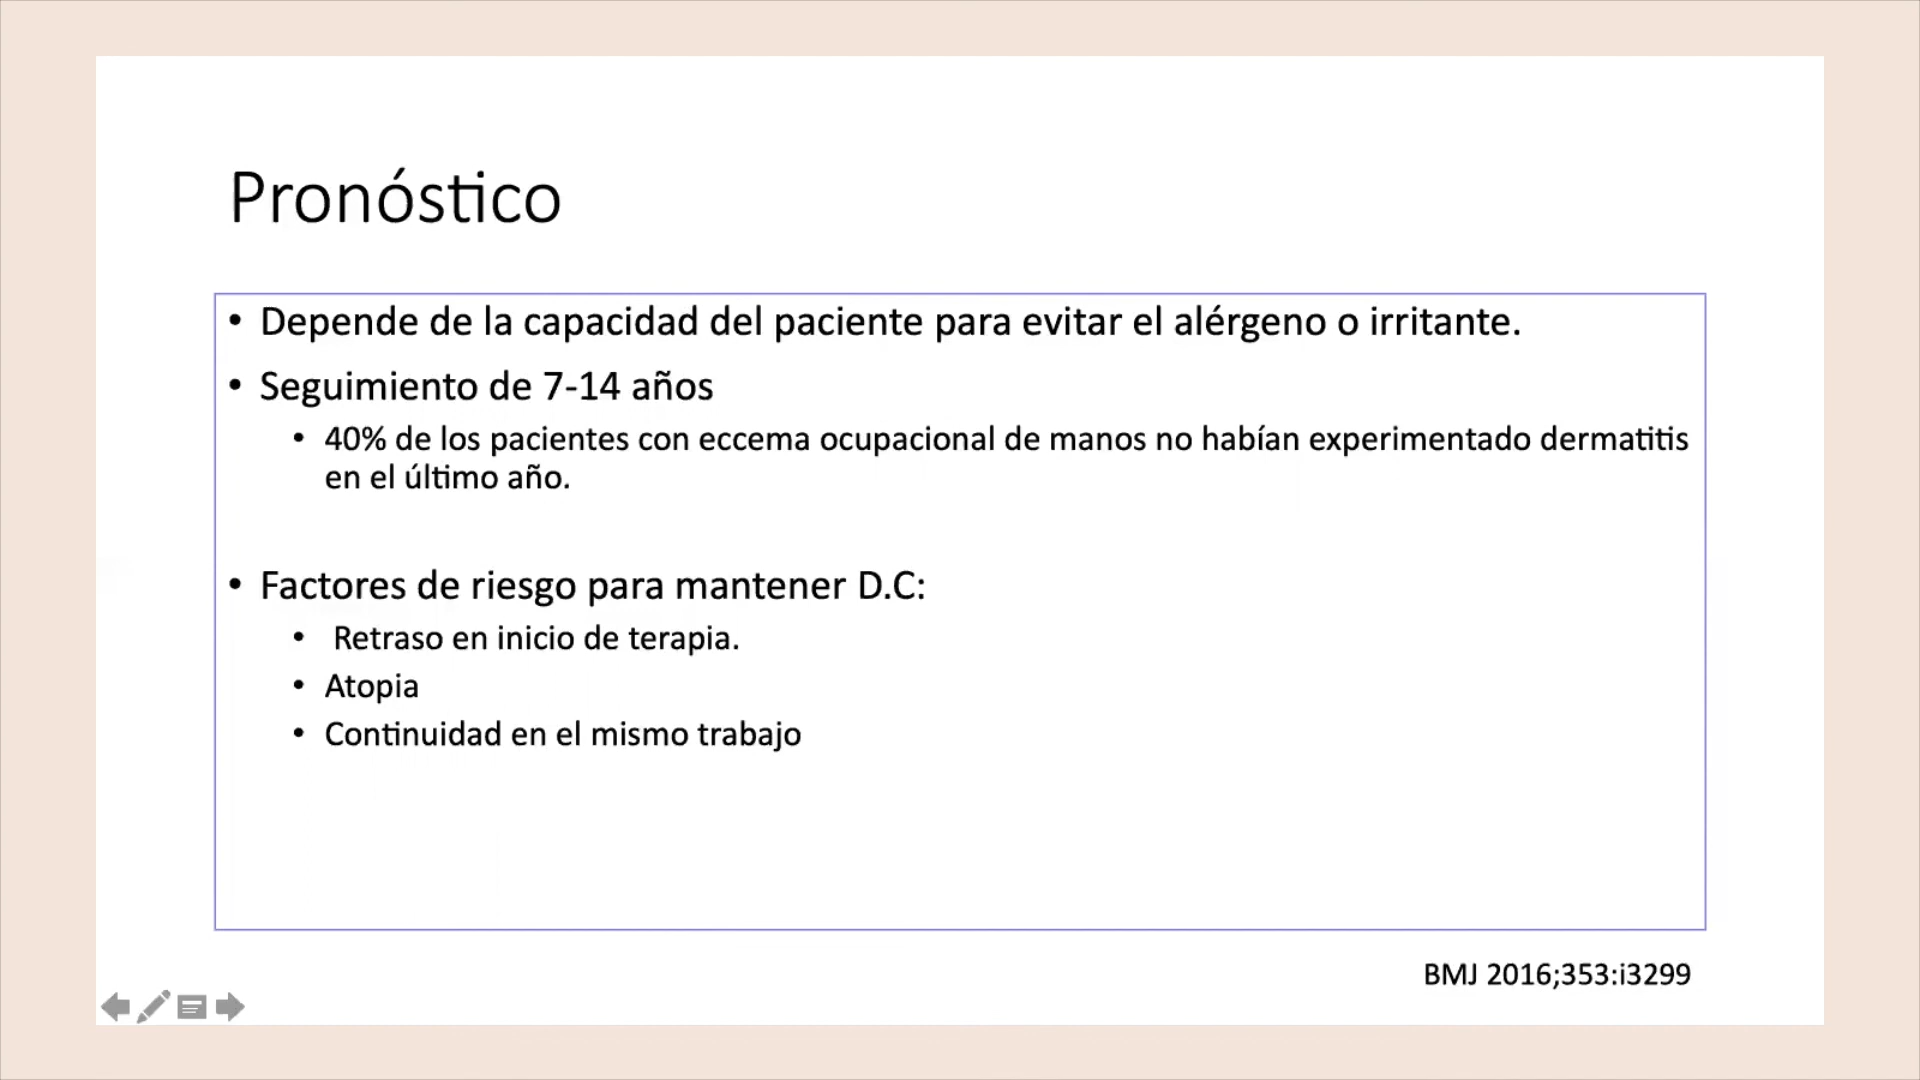 Pronóstico
• Depende de la capacidad del paciente para evitar el alérgeno o irritante.
• Seguimiento de 7-14 años
• 40% de los pacientes con eccema ocupacional de manos no habían experimentado dermatitis
en el último año.
• Factores de riesgo para mantener D.C:
• Retraso en inicio de terapia.
• Atopia
• Continuidad en el mismo trabajo
BMJ 2016;353:i3299